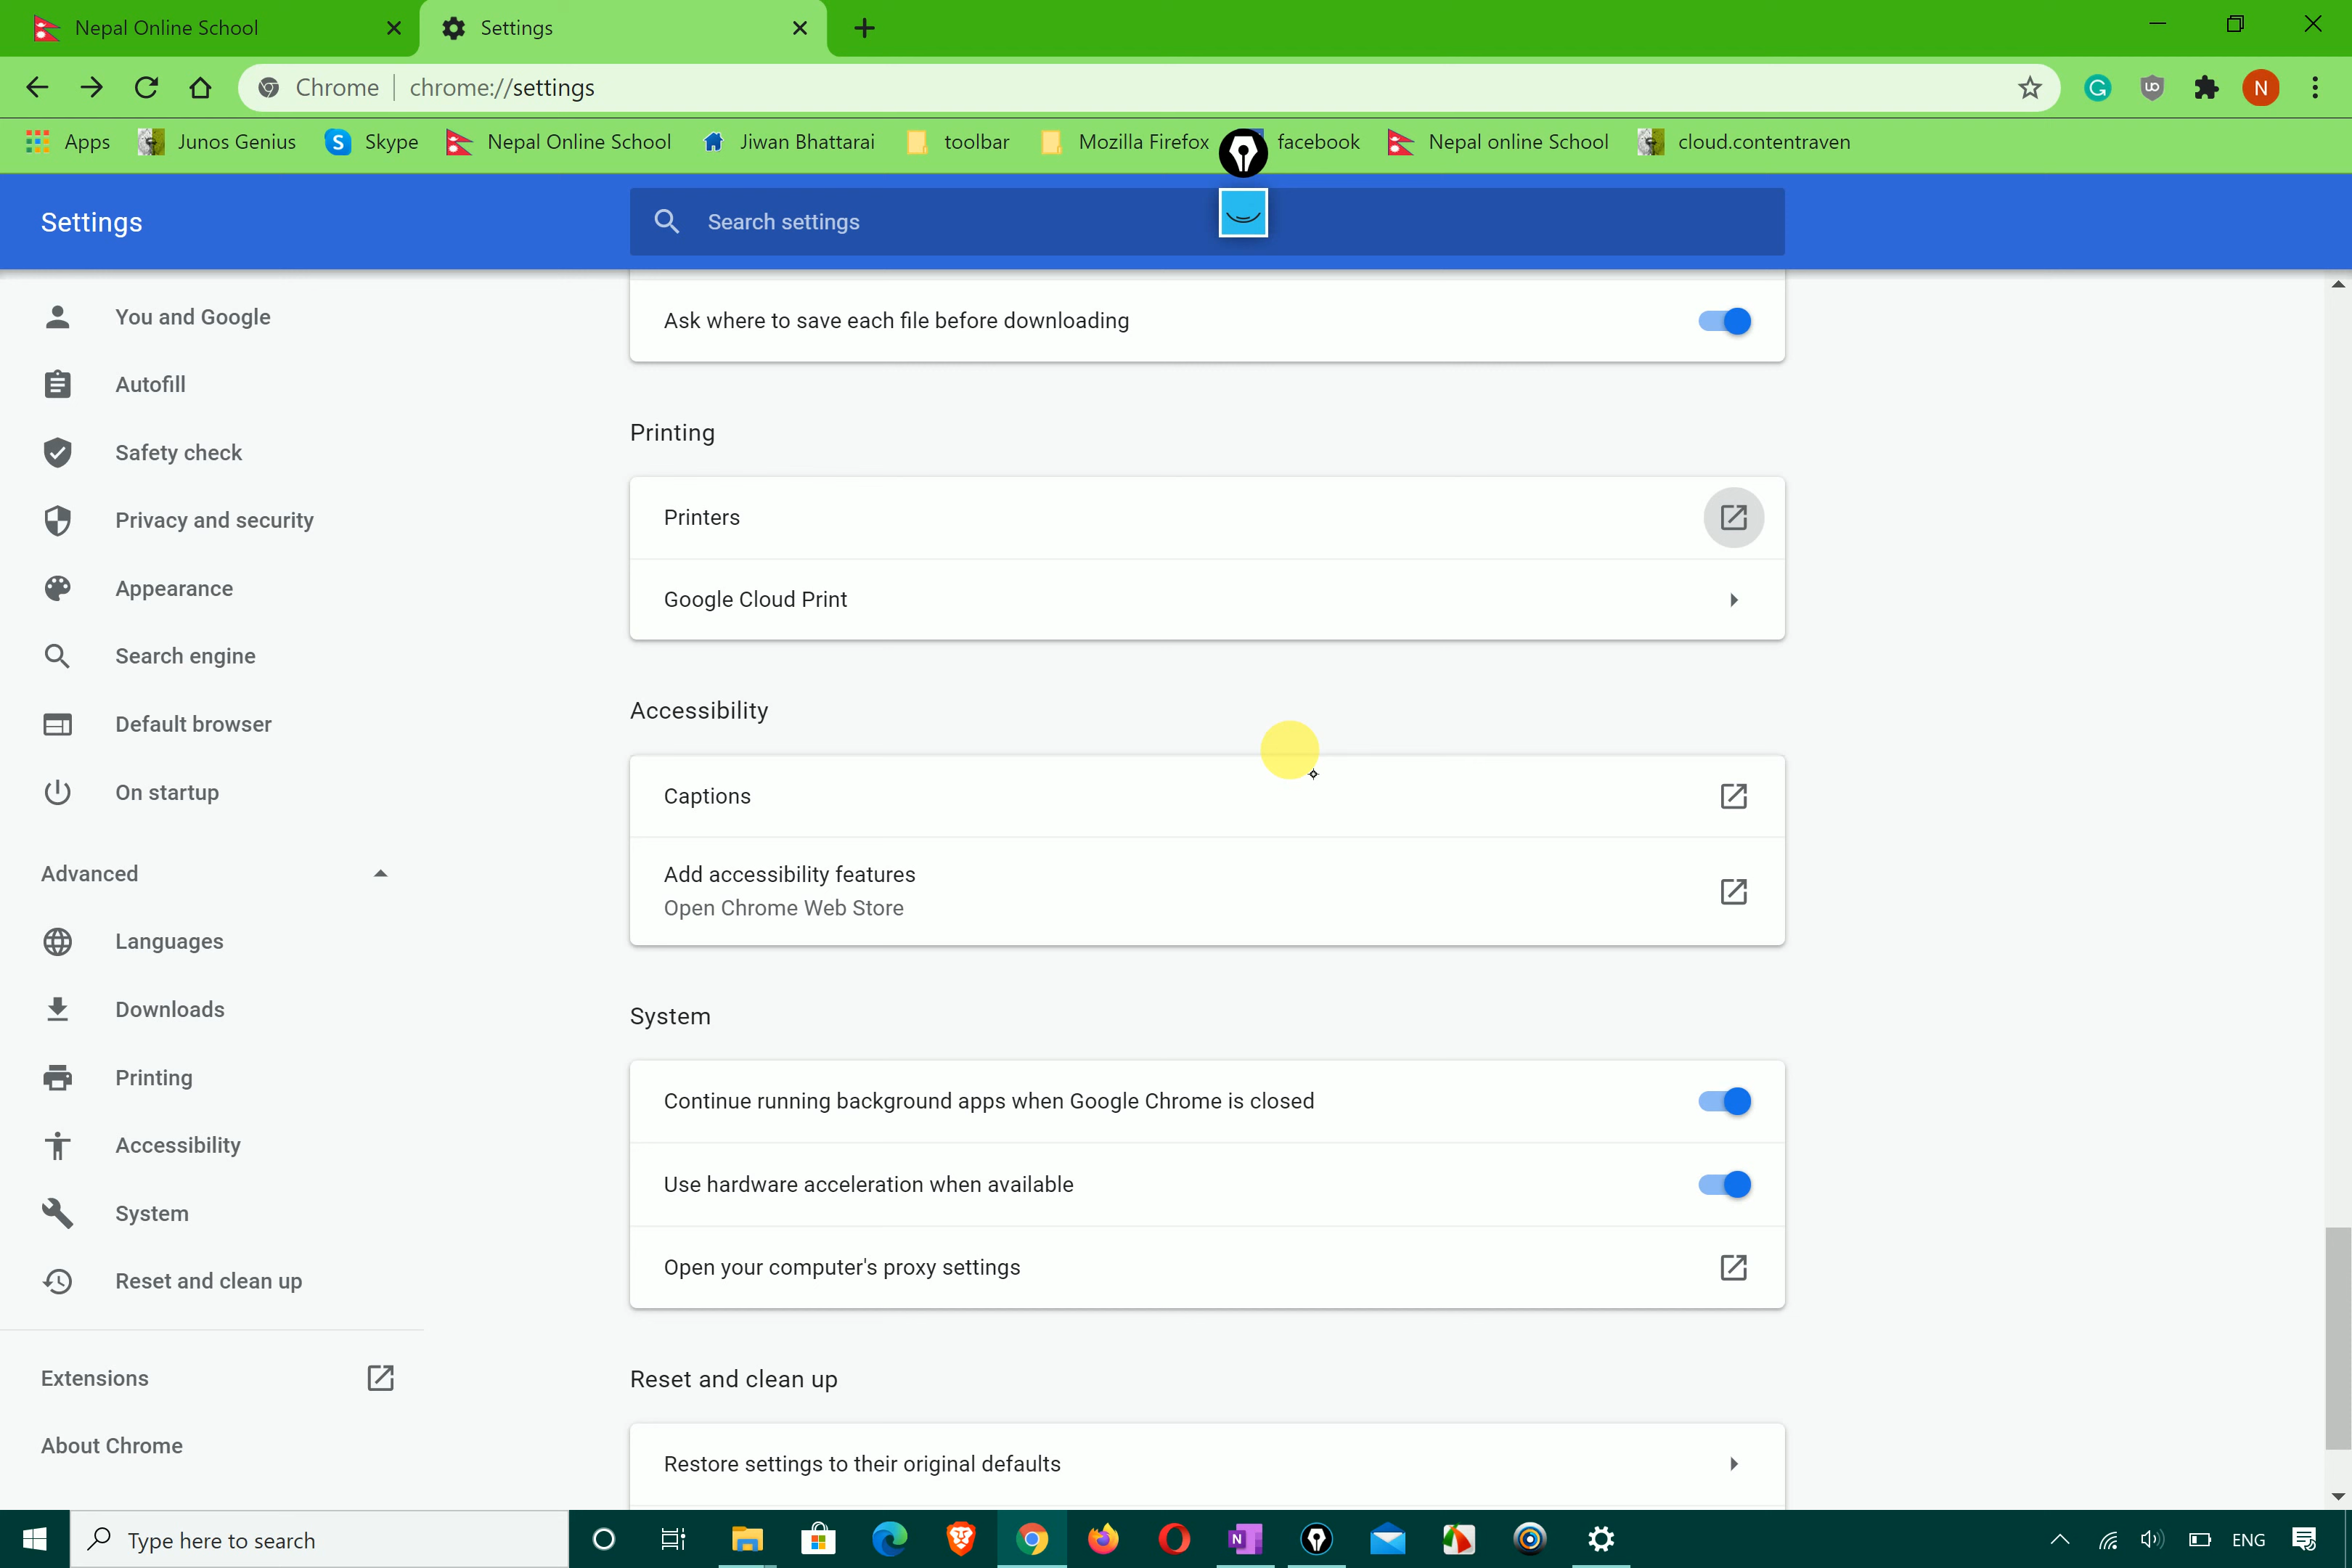 Nepal Online School
Settings
Chrome
chrome://settings
Apps
Junos Genius
Skype
Nepal Online School
Jiwan Bhattarai
toolbar
Mozilla Firefox
facebook
Nepal online School
cloud.contentraven
Settings
Search settings
You and Google
Autofill
Safety check
Privacy and security
Appearance
Search engine
Default browser
On startup
Advanced
Languages
Downloads
Printing
Accessibility
System
Reset and clean up
Extensions
About Chrome
Ask where to save each file before downloading
Printing
Printers
Google Cloud Print
Accessibility
Captions
Add accessibility features
Open Chrome Web Store
System
Continue running background apps when Google Chrome is closed
Use hardware acceleration when available
Open your computer's proxy settings
Reset and clean up
Restore settings to their original defaults
Type here to search
ENG